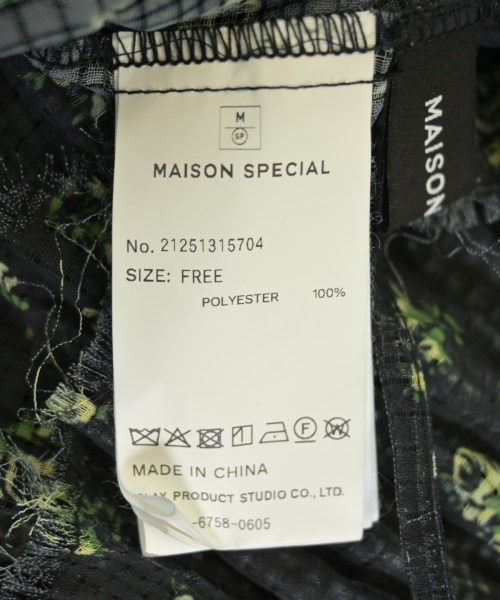 M
SP
MAISON SPECIAL
No. 21251315704
SIZE: FREE
POLYESTER 100%
F
W
MADE IN CHINA
PRODUCT STUDIO CO., LTD.
-6758-0605
MAISON